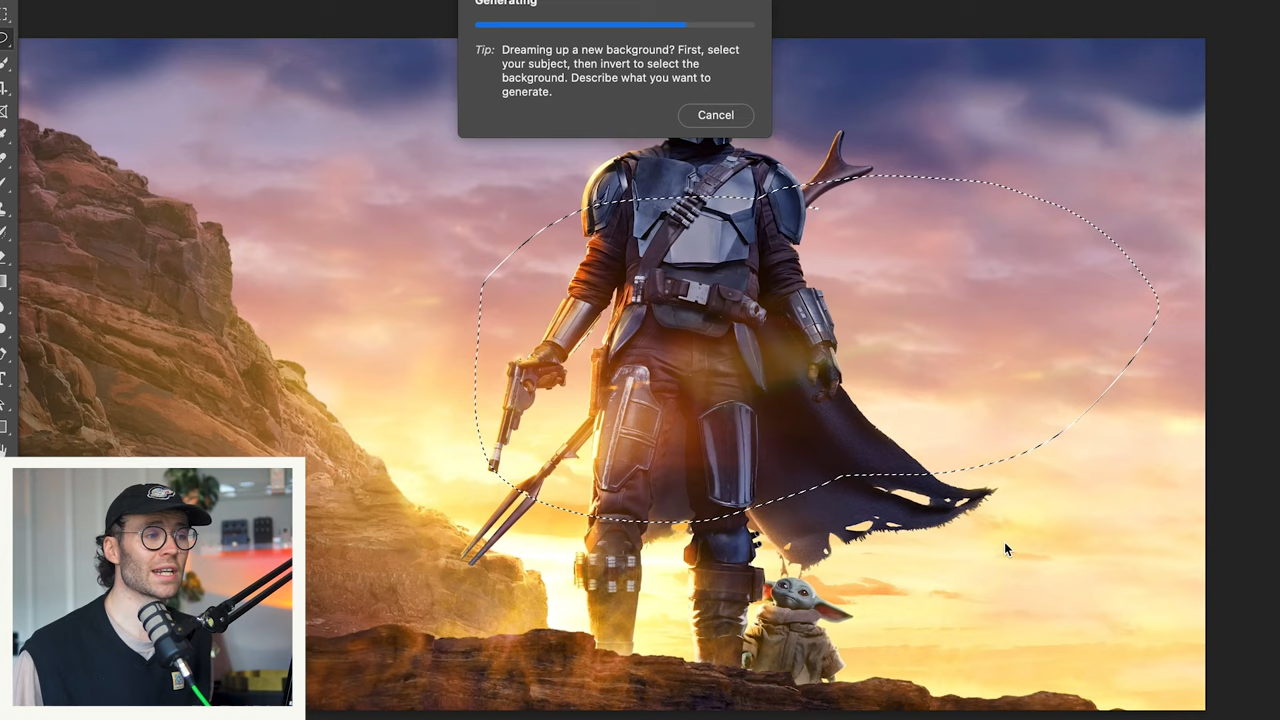 Generating
Tip: Dreaming up a new background? First, select
your subject, then invert to select the
background. Describe what you want to
generate.
Cancel